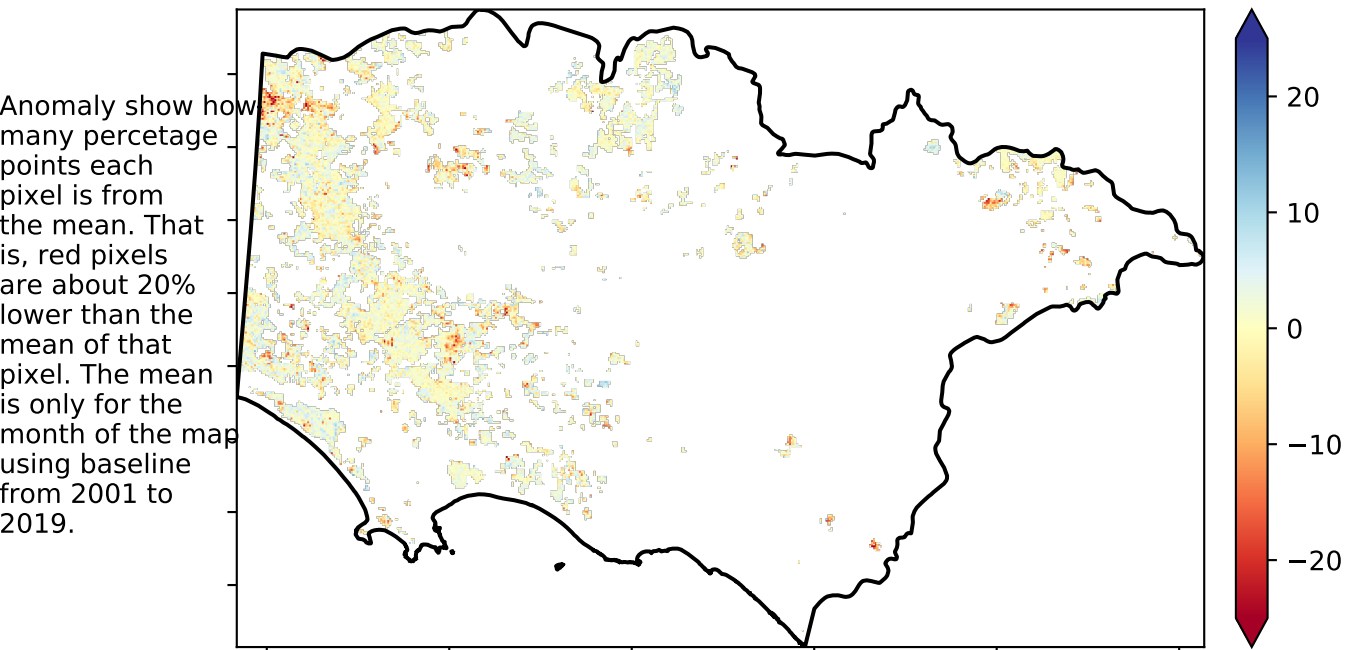 Anomaly show how
many percetage
points each
pixel is from
the mean. That
is, red pixels
are about 20%
lower than the
mean of that
pixel. The mean
is only for the
month of the map
using baseline
from 2001 to
2019.
20
10
0
−10
−20